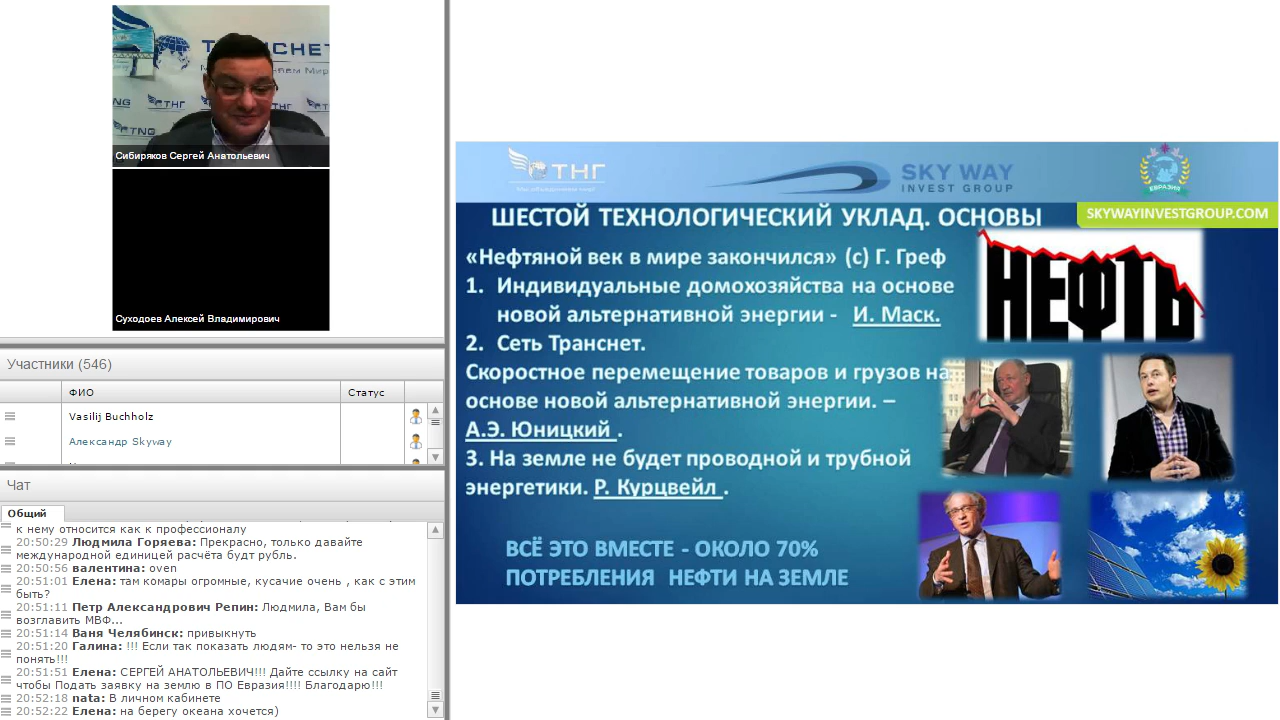 ТНГ
Сибиряков Сергей Анатольевич
Суходоев Алексей Владимирович
Участники (546)
ФИО
Статус
Vasilij Buchholz
Александр Skyway
Чат
Общий
к нему относится как к профессионалу
20:50:29 Людмила Горяева: Прекрасно, только давайте
международной единицей расчёта будт рубль.
20:50:56 валентина: oven
20:51:01 Елена: там комары огромные, кусачие очень , как с этим
быть?
20:51:11 Петр Александрович Репин: Людмила, Вам бы
возглавить МВФ...
20:51:14 Ваня Челябинск: привыкнуть
20:51:20 Галина: !!! Если так показать людям- то это нельзя не
понять!!!
20:51:51 Елена: СЕРГЕЙ АНАТОЛЬЕВИЧ!!! Дайте ссылку на сайт
чтобы Подать заявку на землю в ПО Евразия!!!! Благодарю!!!
20:52:18 nata: В личном кабинете
20:52:22 Елена: на берегу океана хочется)
ТНГ
SKY WAY
INVEST GROUP
ЕВРАЗИЯ
SKYWAYINVESTGROUP.COM
ШЕСТОЙ ТЕХНОЛОГИЧЕСКИЙ УКЛАД. ОСНОВЫ
«Нефтяной век в мире закончился» (с) Г. Греф
1. Индивидуальные домохозяйства на основе
новой альтернативной энергии - И. Маск.
2. Сеть Транснет.
Скоростное перемещение товаров и грузов на
основе новой альтернативной энергии. –
А.Э. Юницкий .
3. На земле не будет проводной и трубной
энергетики. Р. Курцвейл .
ВСЁ ЭТО ВМЕСТЕ - ОКОЛО 70%
ПОТРЕБЛЕНИЯ НЕФТИ НА ЗЕМЛЕ
НЕФТЬ